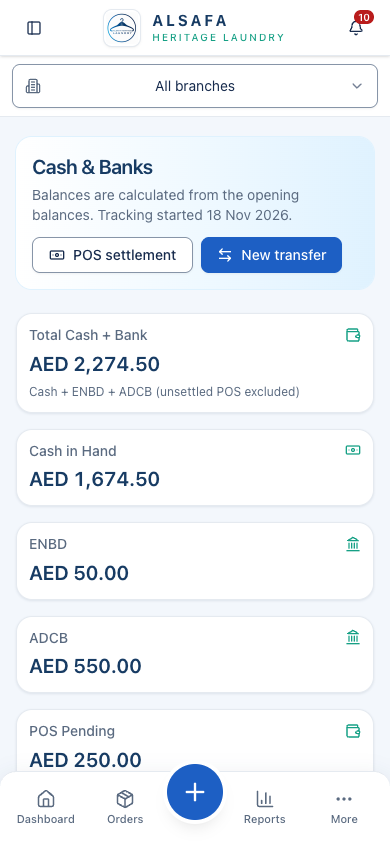 ALSAFA
HERITAGE LAUNDRY
10
All branches
Cash & Banks
Balances are calculated from the opening
balances. Tracking started 18 Nov 2026.
POS settlement
New transfer
Total Cash + Bank
AED 2,274.50
Cash + ENBD + ADCB (unsettled POS excluded)
Cash in Hand
AED 1,674.50
ENBD
AED 50.00
ADCB
AED 550.00
POS Pending
AED 250.00
Dashboard
Orders
Reports
More